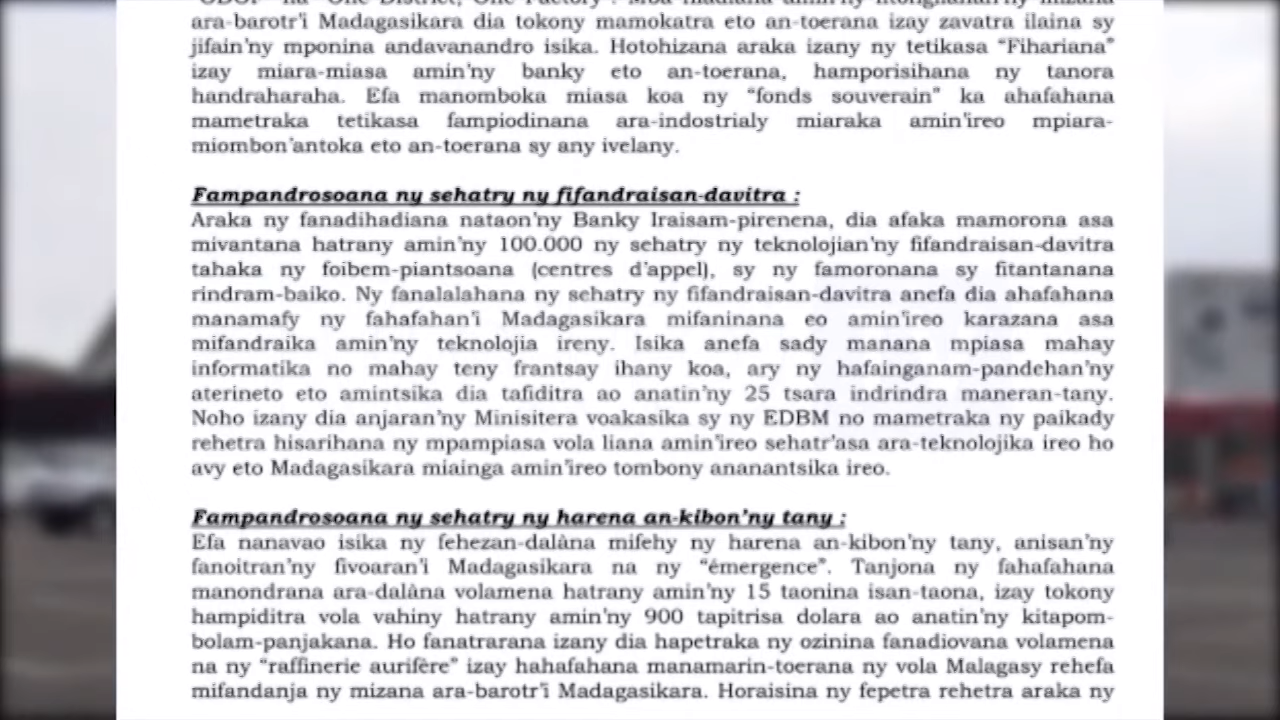 "ODOF" na "One District, One Factory". Mba hadiana amin'ny fitongilanan'ny mizana
ara-barotr'i Madagasikara dia tokony mamokatra eto an-toerana izay zavatra ilaina sy
jifain'ny mponina andavanandro isika. Hotohizana araka izany ny tetikasa “Fihariana”
izay miara-miasa amin'ny banky eto an-toerana, hamporisihana ny tanora
handraharaha. Efa manomboka miasa koa ny “fonds souverain” ka ahafahana
mametraka tetikasa fampiodinana ara-indostrialy miaraka amin'ireo mpiara-
miombon'antoka eto an-toerana sy any ivelany.
Fampandrosoana ny sehatry ny fifandraisan-davitra :
Araka ny fanadihadiana nataon'ny Banky Iraisam-pirenena, dia afaka mamorona asa
mivantana hatrany amin'ny 100.000 ny sehatry ny teknolojian'ny fifandraisan-davitra
tahaka ny foibem-piantsoana (centres d'appel), sy ny famoronana sy fitantanana
rindram-baiko. Ny fanalalahana ny sehatry ny fifandraisan-davitra anefa dia ahafahana
manamafy ny fahafahan'i Madagasikara mifaninana eo amin'ireo karazana asa
mifandraika amin'ny teknolojia ireny. Isika anefa sady manana mpiasa mahay
informatika no mahay teny frantsay ihany koa, ary ny hafainganam-pandehan'ny
aterineto eto amintsika dia tafiditra ao anatin'ny 25 tsara indrindra maneran-tany.
Noho izany dia anjaran'ny Minisitera voakasika sy ny EDBM no mametraka ny paikady
rehetra hisarihana ny mpampiasa vola liana amin'ireo sehatr'asa ara-teknolojika ireo ho
avy eto Madagasikara miainga amin'ireo tombony ananantsika ireo.
Fampandrosoana ny sehatry ny harena an-kibon'ny tany :
Efa nanavao isika ny fehezan-dalàna mifehy ny harena an-kibon'ny tany, anisan'ny
fanoitran'ny fivoaran'i Madagasikara na ny “émergence”. Tanjona ny fahafahana
manondrana ara-dalàna volamena hatrany amin'ny 15 taonina isan-taona, izay tokony
hampiditra vola vahiny hatrany amin'ny 900 tapitrisa dolara ao anatin'ny kitapom-
bolam-panjakana. Ho fanatrarana izany dia hapetraka ny ozinina fanadiovana volamena
na ny “raffinerie aurifère” izay hahafahana manamarin-toerana ny vola Malagasy rehefa
mifandanja ny mizana ara-barotr'i Madagasikara. Horaisina ny fepetra rehetra araka ny